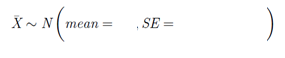 X̄ ~ N(mean = , SE = )